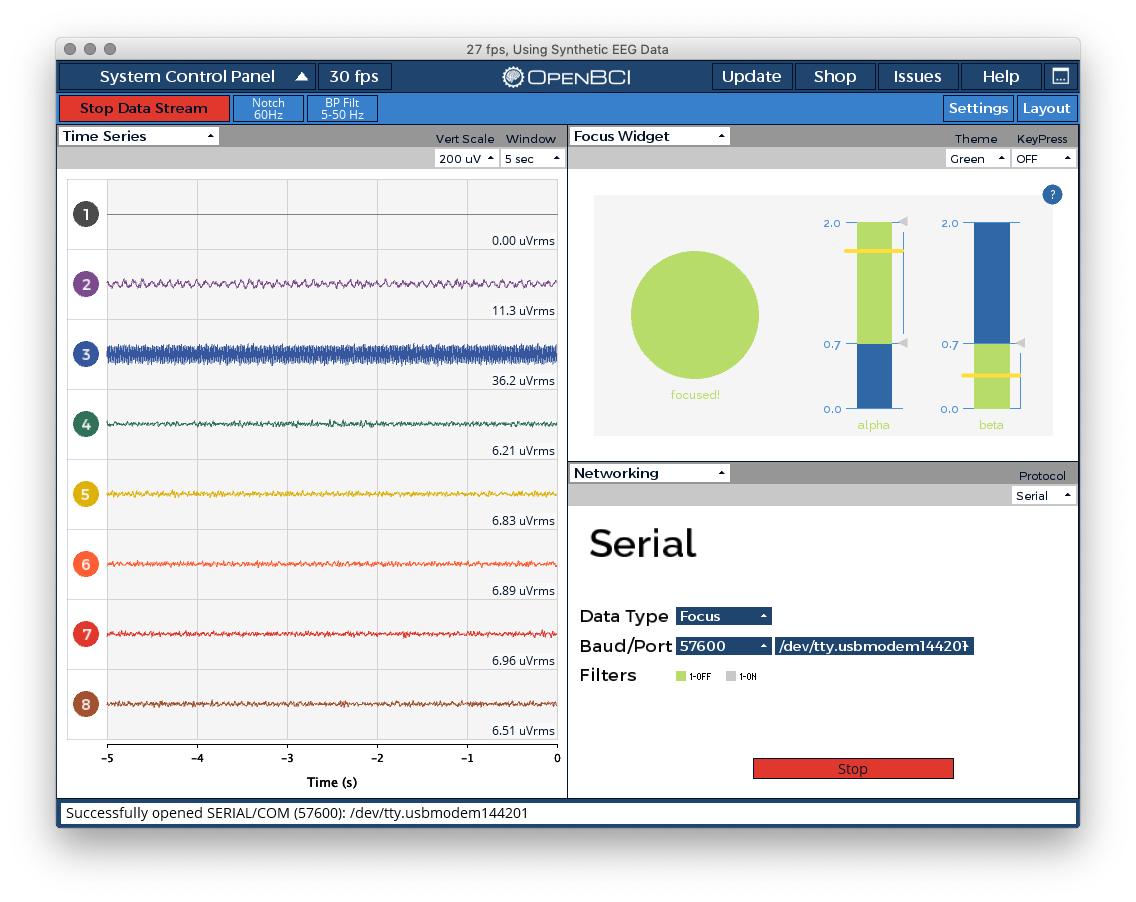 27 fps, Using Synthetic EEG Data
System Control Panel 30 fps OPENBCI Update Shop Issues Help
Stop Data Stream Notch 60Hz BP Filt 5-50 Hz Settings Layout
Time Series Vert Scale Window
200 uV 5 sec
1 0.00 uVrms
2 11.3 uVrms
3 36.2 uVrms
4 6.21 uVrms
5 6.83 uVrms
6 6.89 uVrms
7 6.96 uVrms
8 6.51 uVrms
-5 -4 -3 -2 -1 0
Time (s)
Focus Widget Theme KeyPress
Green OFF
?
2.0 2.0
0.7 0.7
0.0 0.0
focused!
alpha beta
Networking Protocol
Serial
Serial
Data Type Focus
Baud/Port 57600 /dev/tty.usbmodem144201
Filters 1-OFF 1-ON
Stop
Successfully opened SERIAL/COM (57600): /dev/tty.usbmodem144201